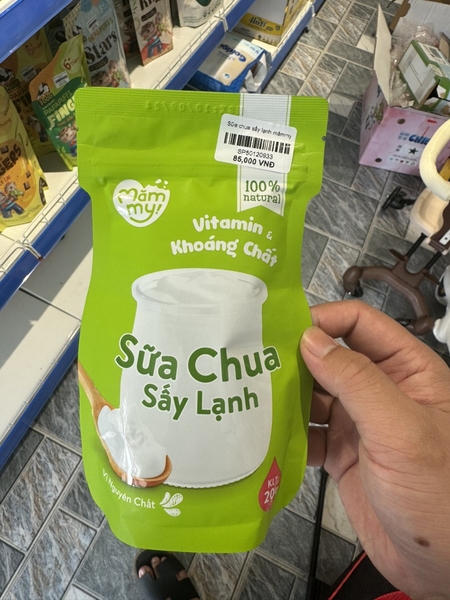 Sữa chua sấy lạnh mămmy
SP60120933
85,000 VNĐ
100%
natural
măm
my!
Vitamin &
Khoáng Chất
Sữa Chua
Sấy Lạnh
Vị Nguyên Chất